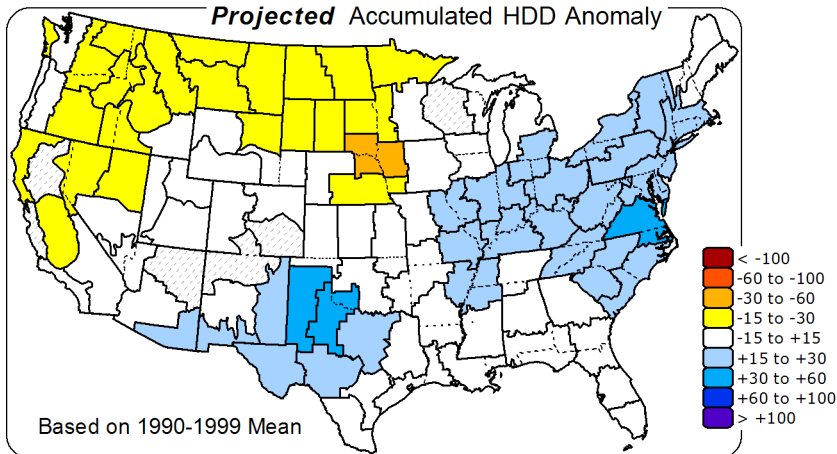 Projected Accumulated HDD Anomaly
< -100
-60 to -100
-30 to -60
-15 to -30
-15 to +15
+15 to +30
+30 to +60
+60 to +100
> +100
Based on 1990-1999 Mean